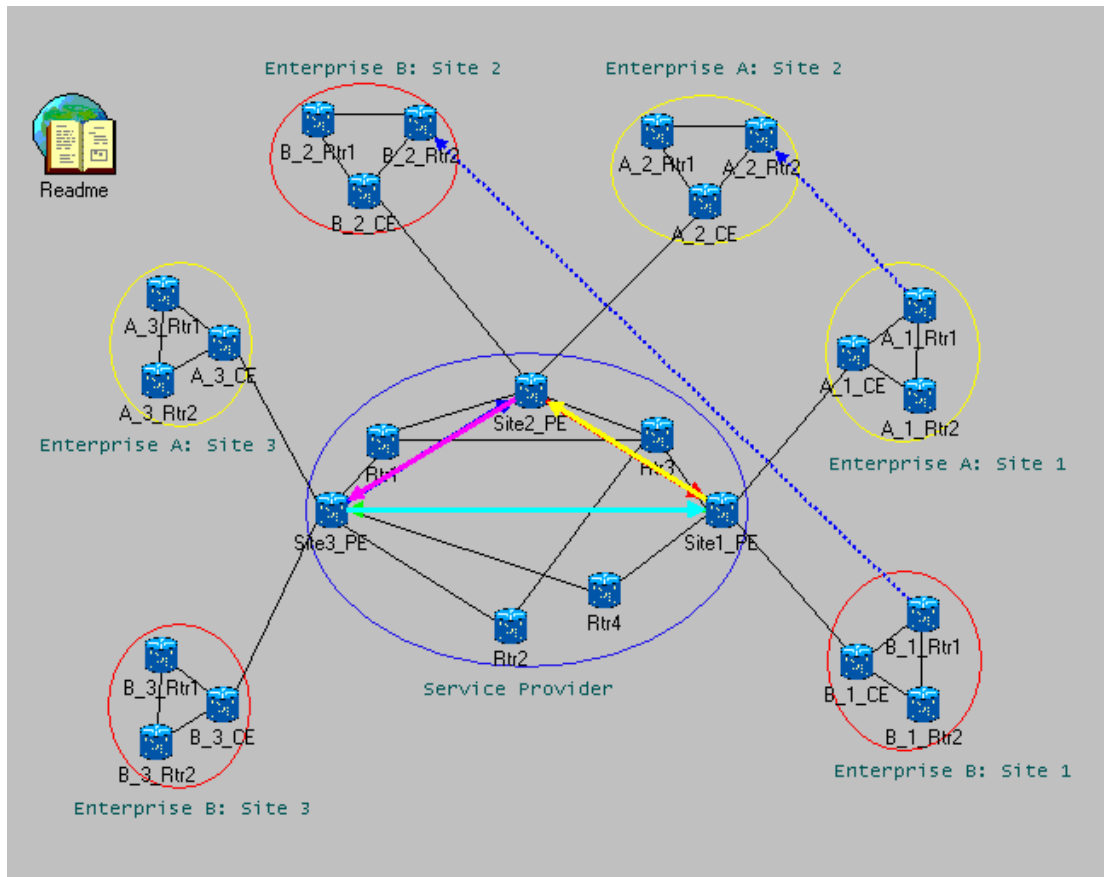 Enterprise B: Site 2
Enterprise A: Site 2
B_2_Rtr1
B_2_Rtr2
A_2_Rtr1
A_2_Rtr2
Readme
B_2_CE
A_2_CE
A_3_Rtr1
A_1_Rtr1
A_3_CE
A_1_CE
A_3_Rtr2
A_1_Rtr2
Enterprise A: Site 3
Enterprise A: Site 1
Site2_PE
Rtr1
Rtr3
Site3_PE
Site1_PE
Rtr4
Rtr2
B_1_Rtr1
B_3_Rtr1
B_1_CE
Service Provider
B_3_CE
B_1_Rtr2
B_3_Rtr2
Enterprise B: Site 1
Enterprise B: Site 3